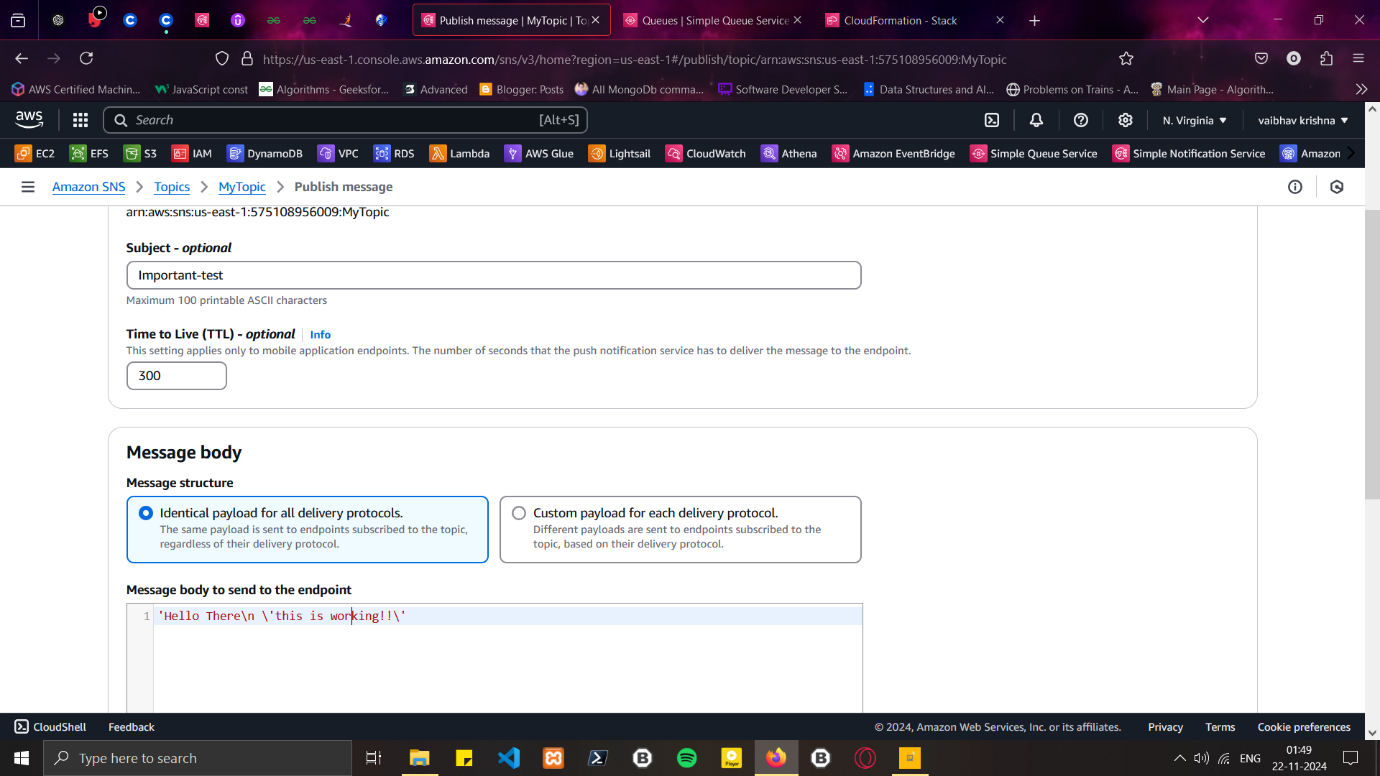 Publish message | MyTopic | To
Queues | Simple Queue Service
CloudFormation - Stack
https://us-east-1.console.aws.amazon.com/sns/v3/home?region=us-east-1#/publish/topic/arn:aws:sns:us-east-1:575108956009:MyTopic
AWS Certified Machin... JavaScript const Algorithms - Geeksfor... Advanced Blogger: Posts All MongoDb comma... Software Developer S... Data Structures and Al... Problems on Trains - A... Main Page - Algorith...
aws Search [Alt+S] N. Virginia vaibhav krishna
EC2 EFS S3 IAM DynamoDB VPC RDS Lambda AWS Glue Lightsail CloudWatch Athena Amazon EventBridge Simple Queue Service Simple Notification Service Amazon
Amazon SNS > Topics > MyTopic > Publish message
arn:aws:sns:us-east-1:575108956009:MyTopic
Subject - optional
Important-test
Maximum 100 printable ASCII characters
Time to Live (TTL) - optional Info
This setting applies only to mobile application endpoints. The number of seconds that the push notification service has to deliver the message to the endpoint.
300
Message body
Message structure
Identical payload for all delivery protocols.
The same payload is sent to endpoints subscribed to the topic,
regardless of their delivery protocol.
Custom payload for each delivery protocol.
Different payloads are sent to endpoints subscribed to the
topic, based on their delivery protocol.
Message body to send to the endpoint
1 'Hello There\n \'this is working!!\'
CloudShell Feedback © 2024, Amazon Web Services, Inc. or its affiliates. Privacy Terms Cookie preferences
Type here to search
ENG
01:49
22-11-2024